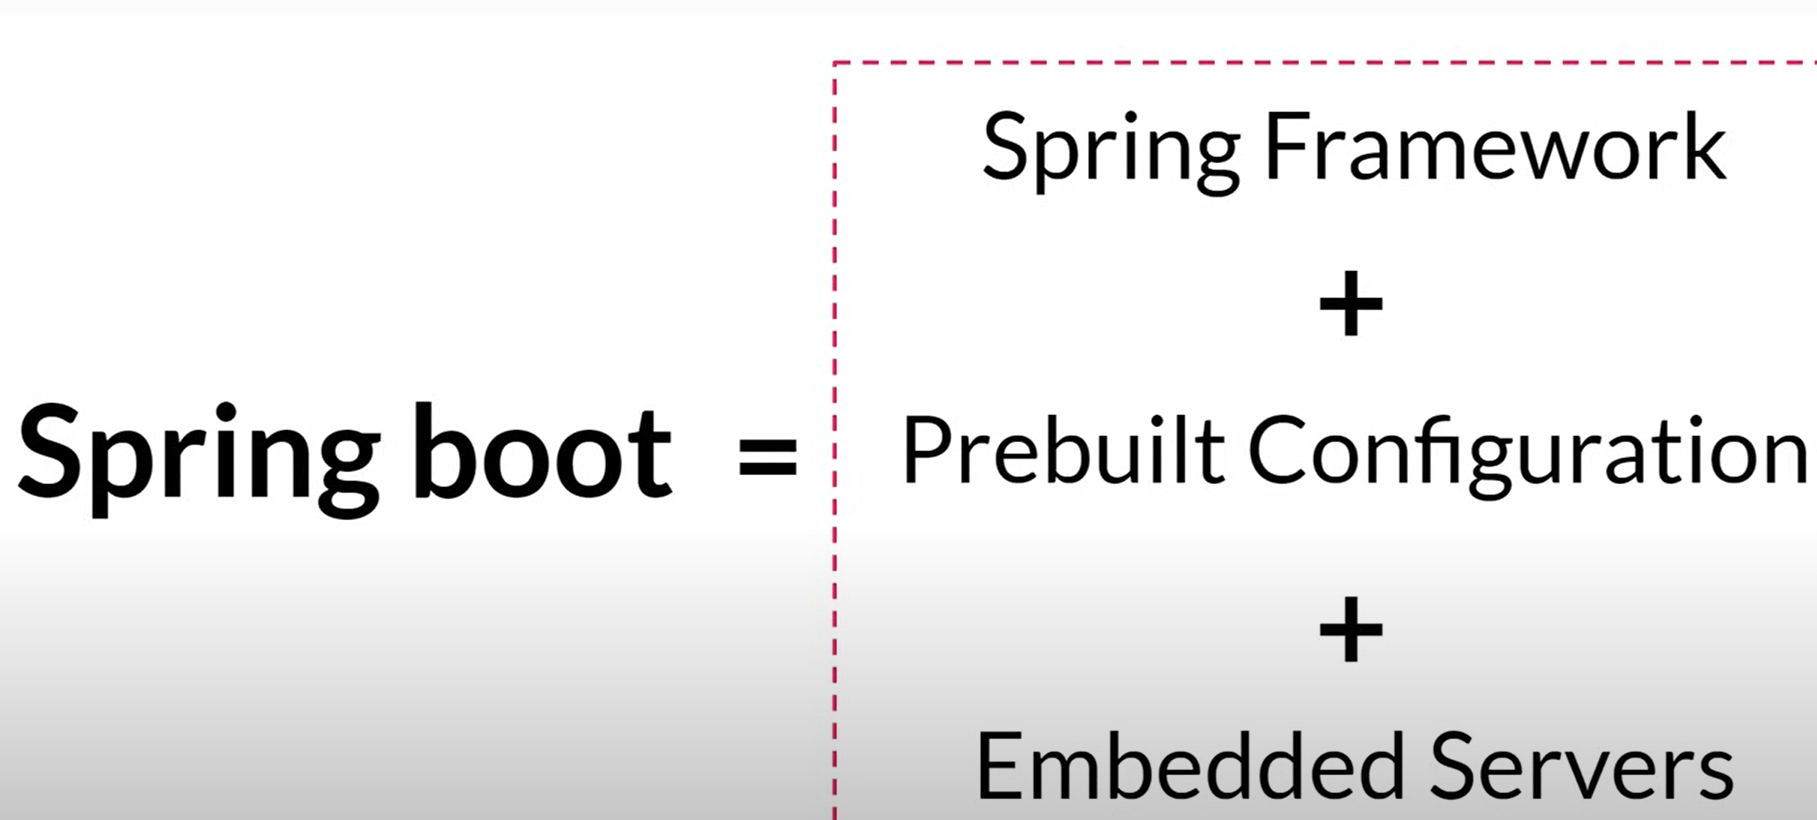 Spring Framework
+
Spring boot = Prebuilt Configuration
+
Embedded Servers